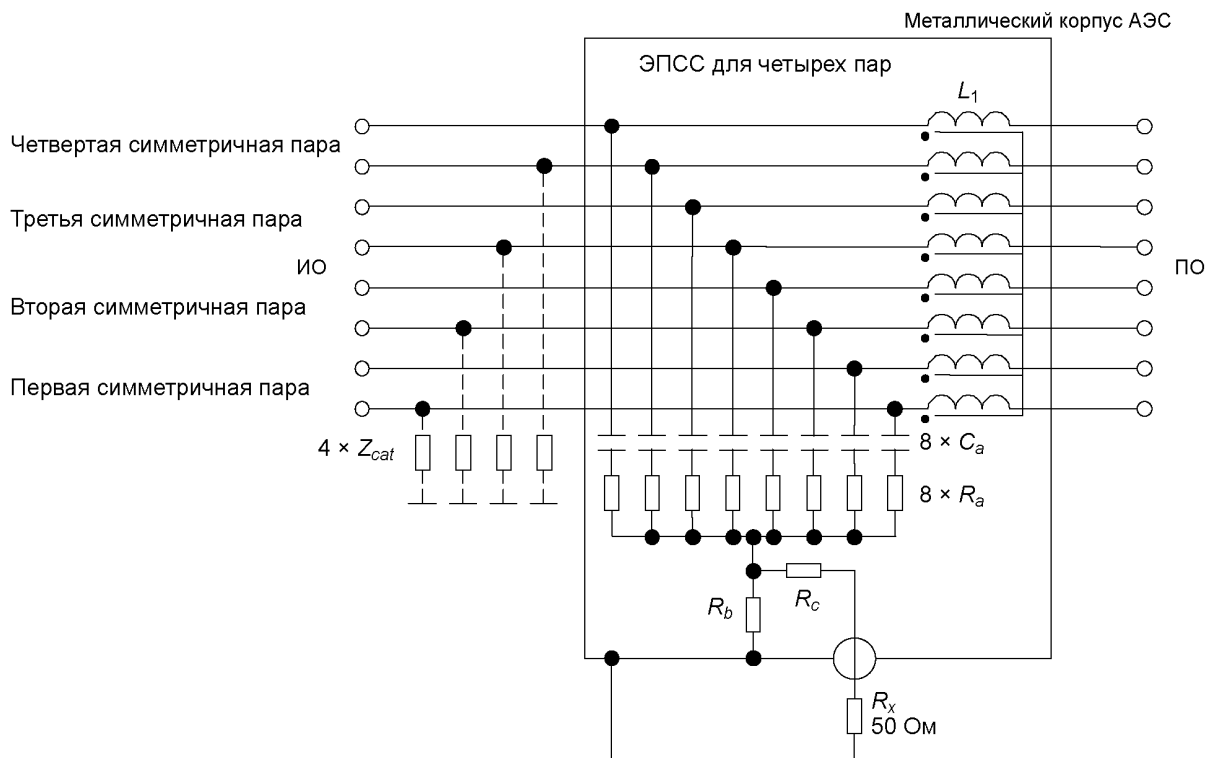 Металлический корпус АЭС
ЭПСС для четырех пар
L1
Четвертая симметричная пара
Третья симметричная пара
ИО
ПО
Вторая симметричная пара
Первая симметричная пара
4 × Zcat
8 × Ca
8 × Ra
Rb
Rc
Rx
50 Ом